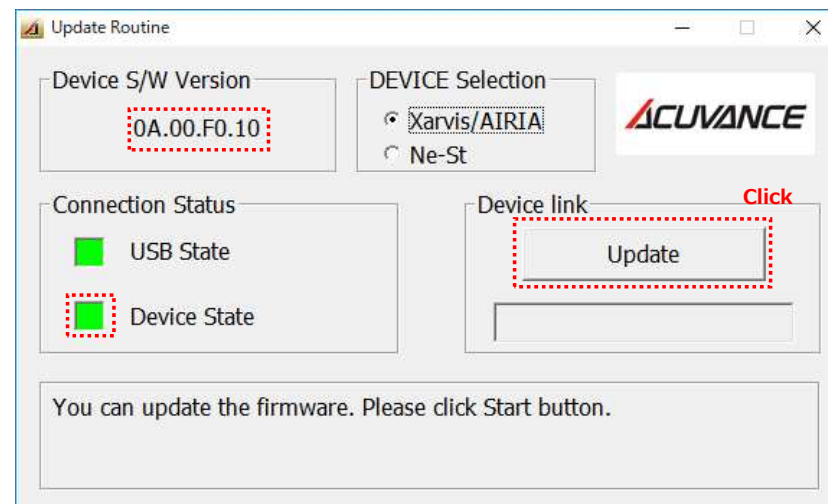 Update Routine
Device S/W Version
0A.00.F0.10
DEVICE Selection
Xarvis/AIRIA
Ne-St
ACUVANCE
Connection Status
USB State
Device State
Device link
Click
Update
You can update the firmware. Please click Start button.